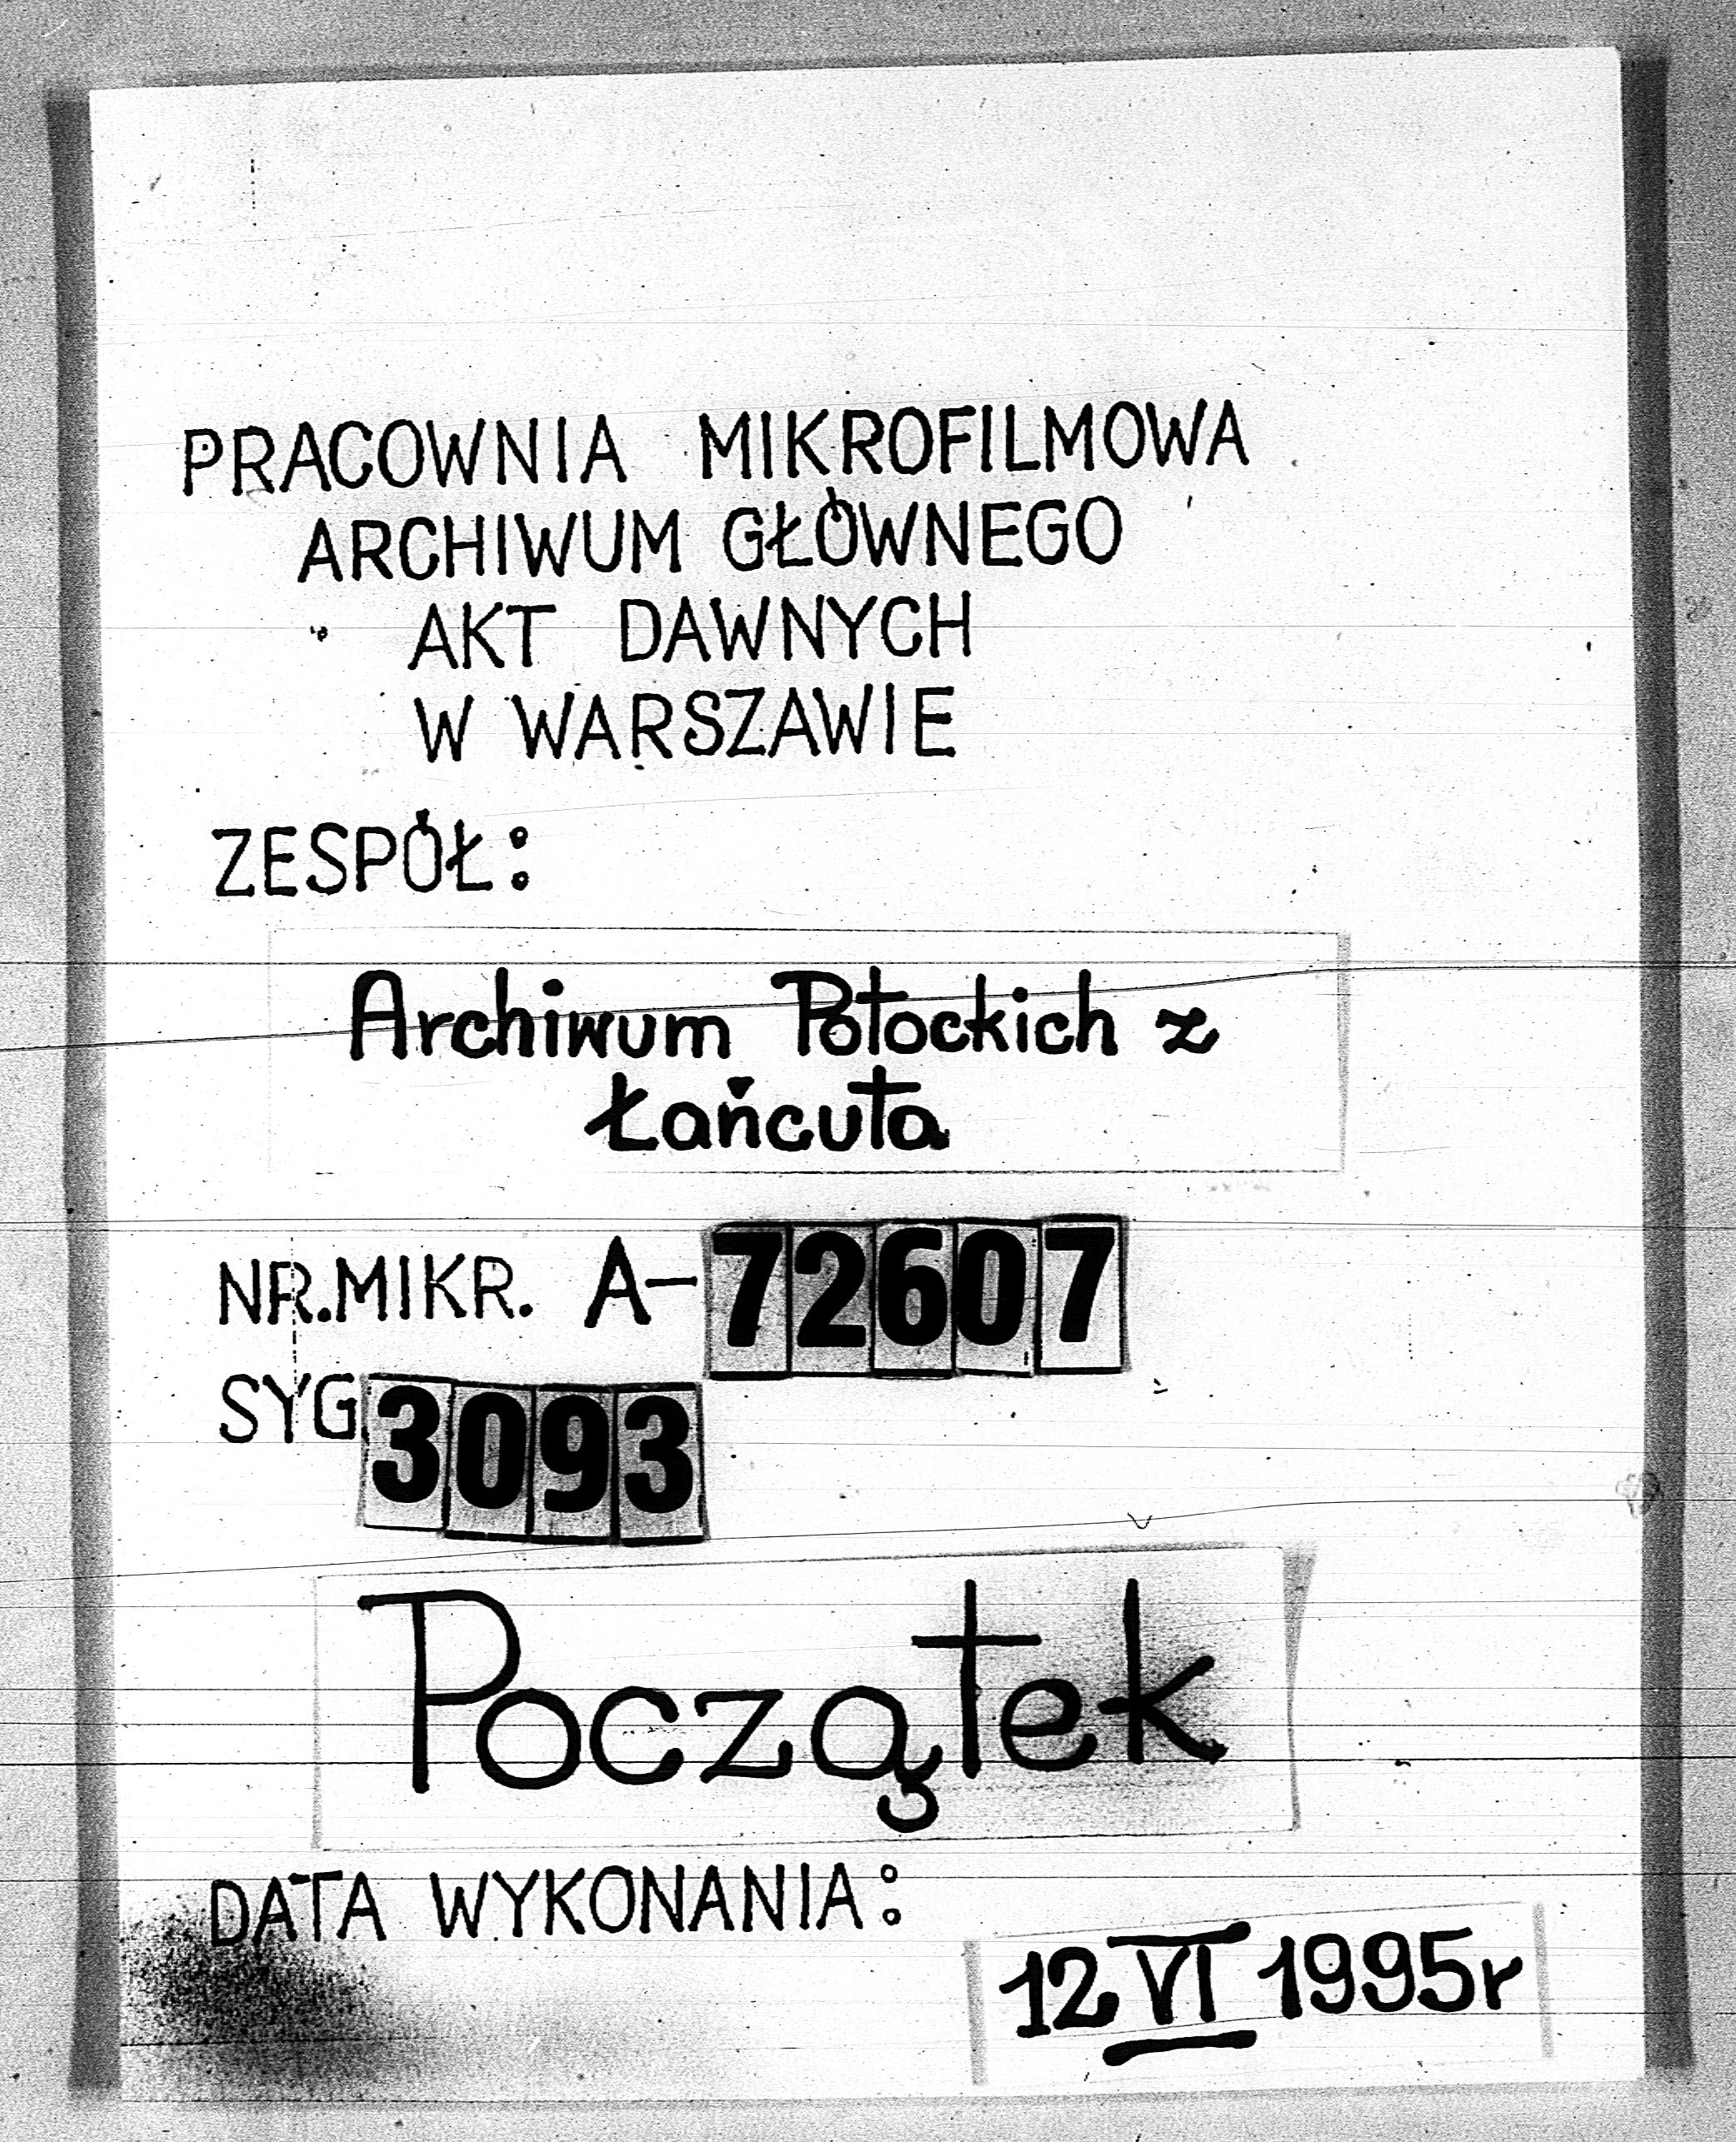 PRACOWNIA MIKROFILMOWA
ARCHIWUM GŁÓWNEGO
AKT DAWNYCH
W WARSZAWIE
ZESPÓŁ:
Archiwum Potockich z
Łańcuta
NR.MIKR. A-72607
SYG 3093
Początek
DATA WYKONANIA:
12 VI 1995r